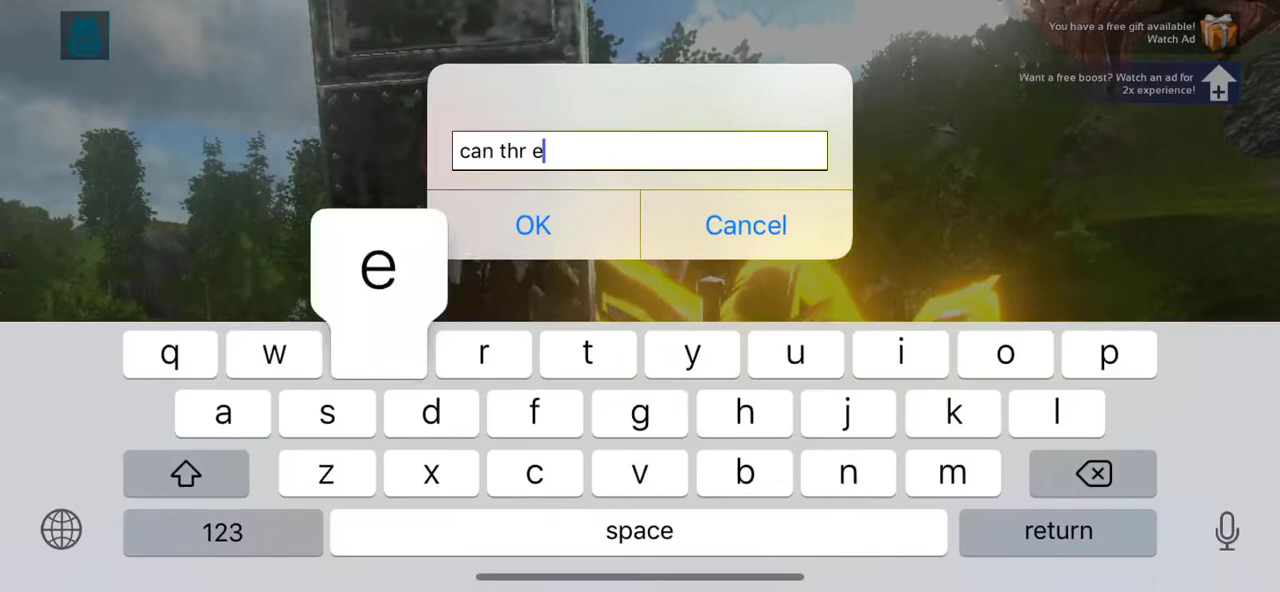 You have a free gift available!
Watch Ad
Want a free boost? Watch an ad for
2x experience!
can thr e
OK
Cancel
e
q w r t y u i o p
a s d f g h j k l
z x c v b n m
123 space return